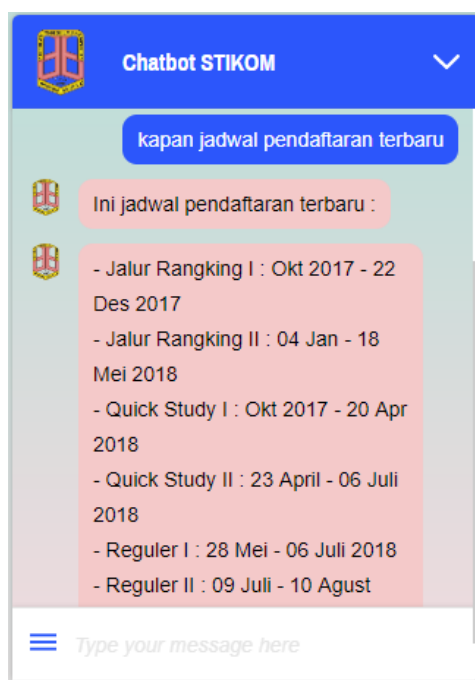 Chatbot STIKOM
kapan jadwal pendaftaran terbaru
Ini jadwal pendaftaran terbaru :
- Jalur Rangking I : Okt 2017 - 22
Des 2017
- Jalur Rangking II : 04 Jan - 18
Mei 2018
- Quick Study I : Okt 2017 - 20 Apr
2018
- Quick Study II : 23 April - 06 Juli
2018
- Reguler I : 28 Mei - 06 Juli 2018
- Reguler II : 09 Juli - 10 Agust
Type your message here